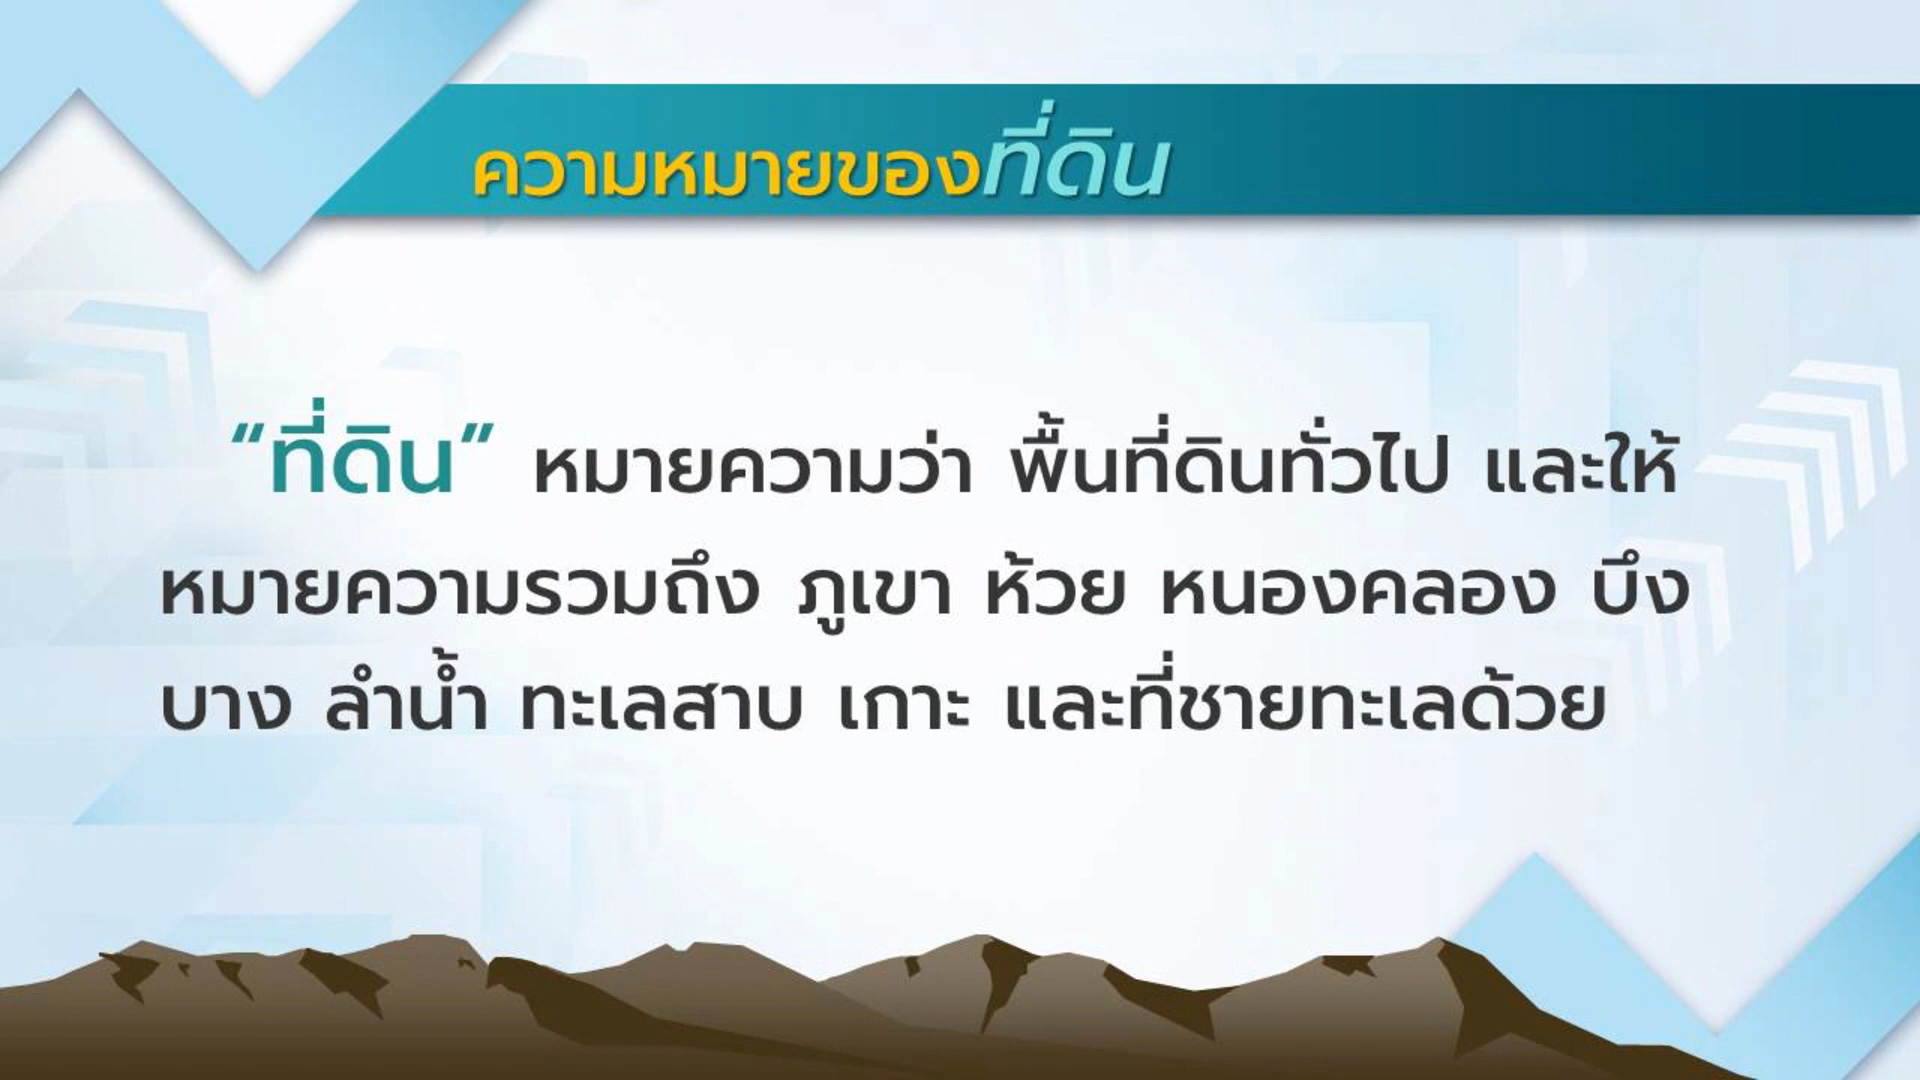 ความหมายของที่ดิน
“ที่ดิน” หมายความว่า พื้นที่ดินทั่วไป และให้
หมายความรวมถึง ภูเขา ห้วย หนองคลอง บึง
บาง ลำน้ำ ทะเลสาบ เกาะ และที่ชายทะเลด้วย